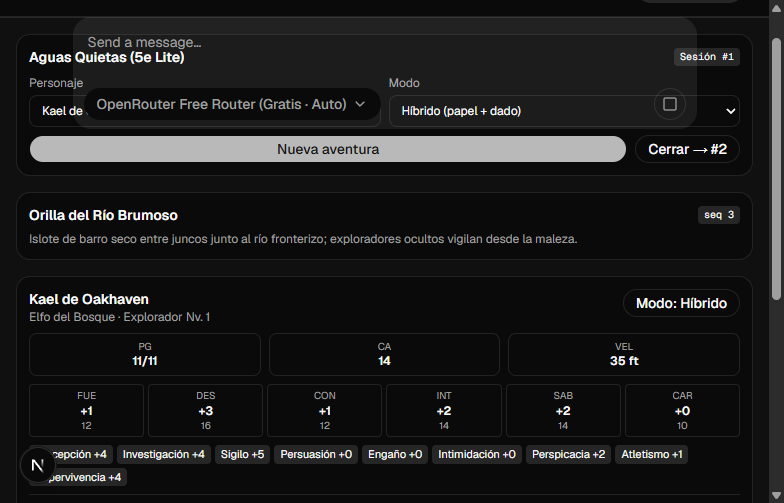 Send a message...
Aguas Quietas (5e Lite)
Sesión #1
Personaje
Modo
Kael de
OpenRouter Free Router (Gratis · Auto)
Híbrido (papel + dado)
Nueva aventura
Cerrar → #2
Orilla del Río Brumoso
seq 3
Islote de barro seco entre juncos junto al río fronterizo; exploradores ocultos vigilan desde la maleza.
Kael de Oakhaven
Modo: Híbrido
Elfo del Bosque · Explorador Nv. 1
PG
CA
VEL
11/11
14
35 ft
FUE
DES
CON
INT
SAB
CAR
+1
+3
+1
+2
+2
+0
12
16
12
14
14
10
cepción +4
Investigación +4
Sigilo +5
Persuasión +0
Engaño +0
Intimidación +0
Perspicacia +2
Atletismo +1
N
pervivencia +4